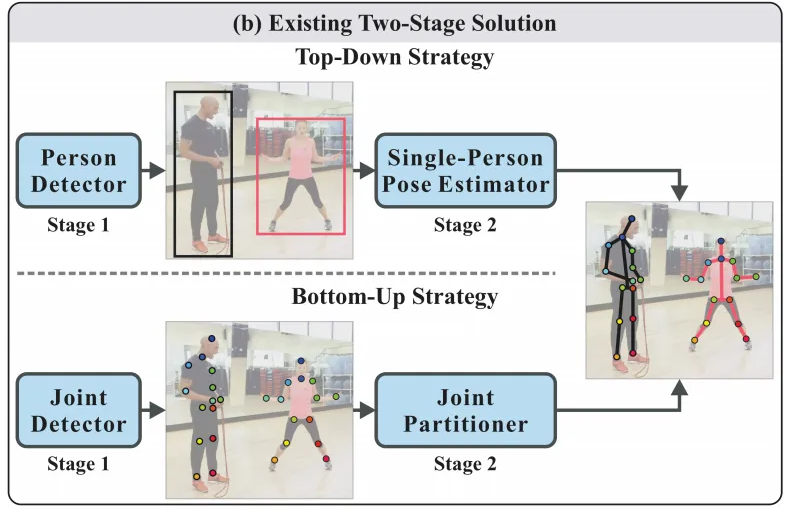 (b) Existing Two-Stage Solution
Top-Down Strategy
Person
Detector
Stage 1
Single-Person
Pose Estimator
Stage 2
Bottom-Up Strategy
Joint
Detector
Stage 1
Joint
Partitioner
Stage 2